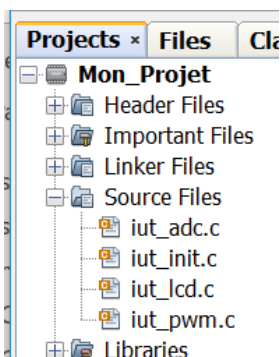 Projects × Files Cla
Mon_Projet
Header Files
Important Files
Linker Files
Source Files
iut_adc.c
iut_init.c
iut_lcd.c
iut_pwm.c
Libraries